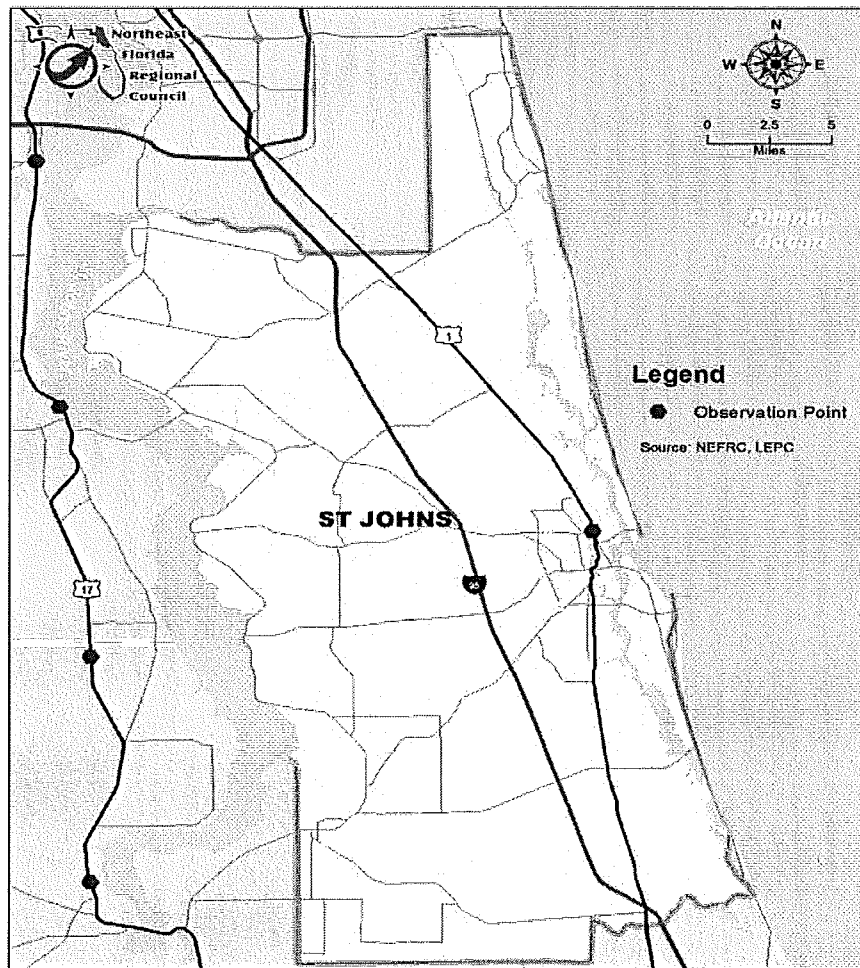 Northeast
Florida
Regional
Council
N
W E
S
0 2.5 5
Miles
Atlantic
Ocean
1
Legend
Observation Point
Source: NEFRC, LEPC
ST JOHNS
95
17